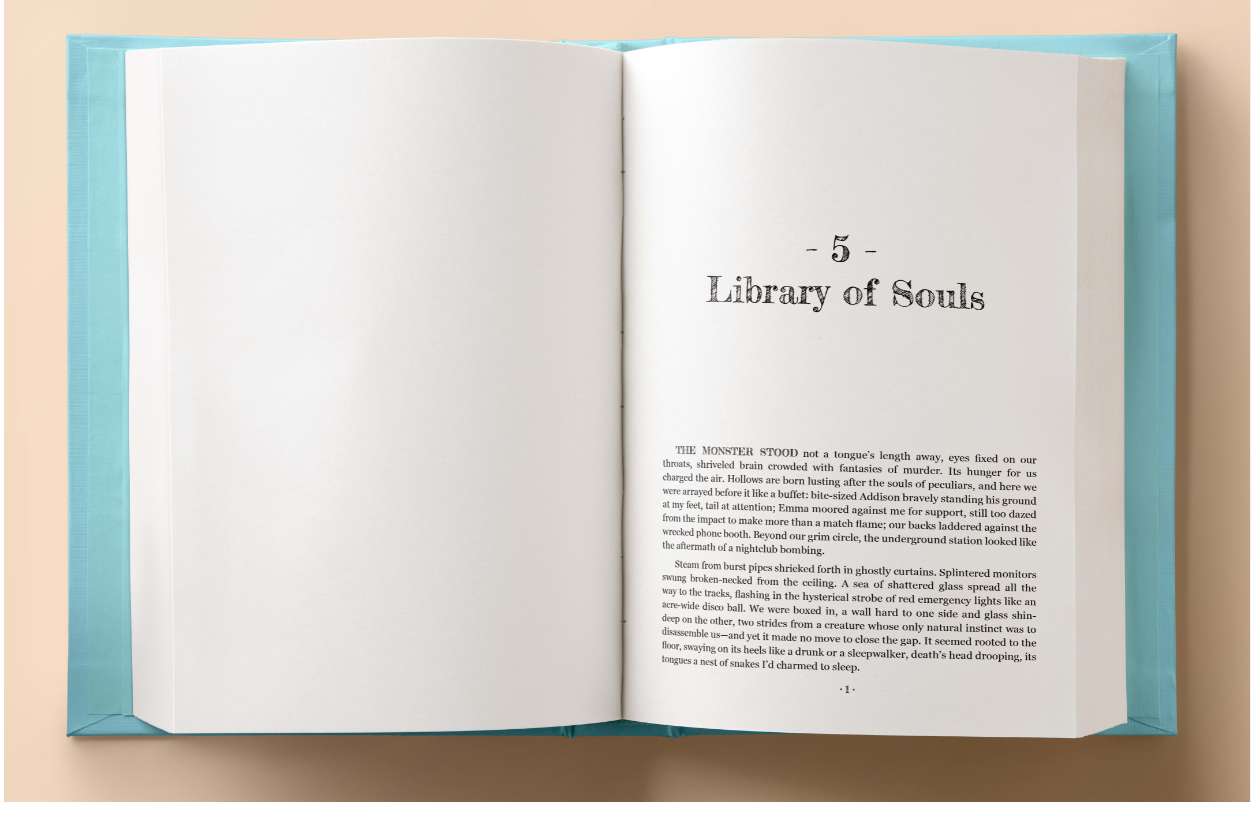 - 5 -
Library of Souls
THE MONSTER STOOD not a tongue's length away, eyes fixed on our
throats, shriveled brain crowded with fantasies of murder. Its hunger for us
charged the air. Hollows are born lusting after the souls of peculiars, and here we
were arrayed before it like a buffet: bite-sized Addison bravely standing his ground
at my feet, tail at attention; Emma moored against me for support, still too dazed
from the impact to make more than a match flame; our backs laddered against the
wrecked phone booth. Beyond our grim circle, the underground station looked like
the aftermath of a nightclub bombing.
Steam from burst pipes shrieked forth in ghostly curtains. Splintered monitors
swung broken-necked from the ceiling. A sea of shattered glass spread all the
way to the tracks, flashing in the hysterical strobe of red emergency lights like an
acre-wide disco ball. We were boxed in, a wall hard to one side and glass shin-
deep on the other, two strides from a creature whose only natural instinct was to
disassemble us—and yet it made no move to close the gap. It seemed rooted to the
floor, swaying on its heels like a drunk or a sleepwalker, death's head drooping, its
tongues a nest of snakes I'd charmed to sleep.
· 1 ·